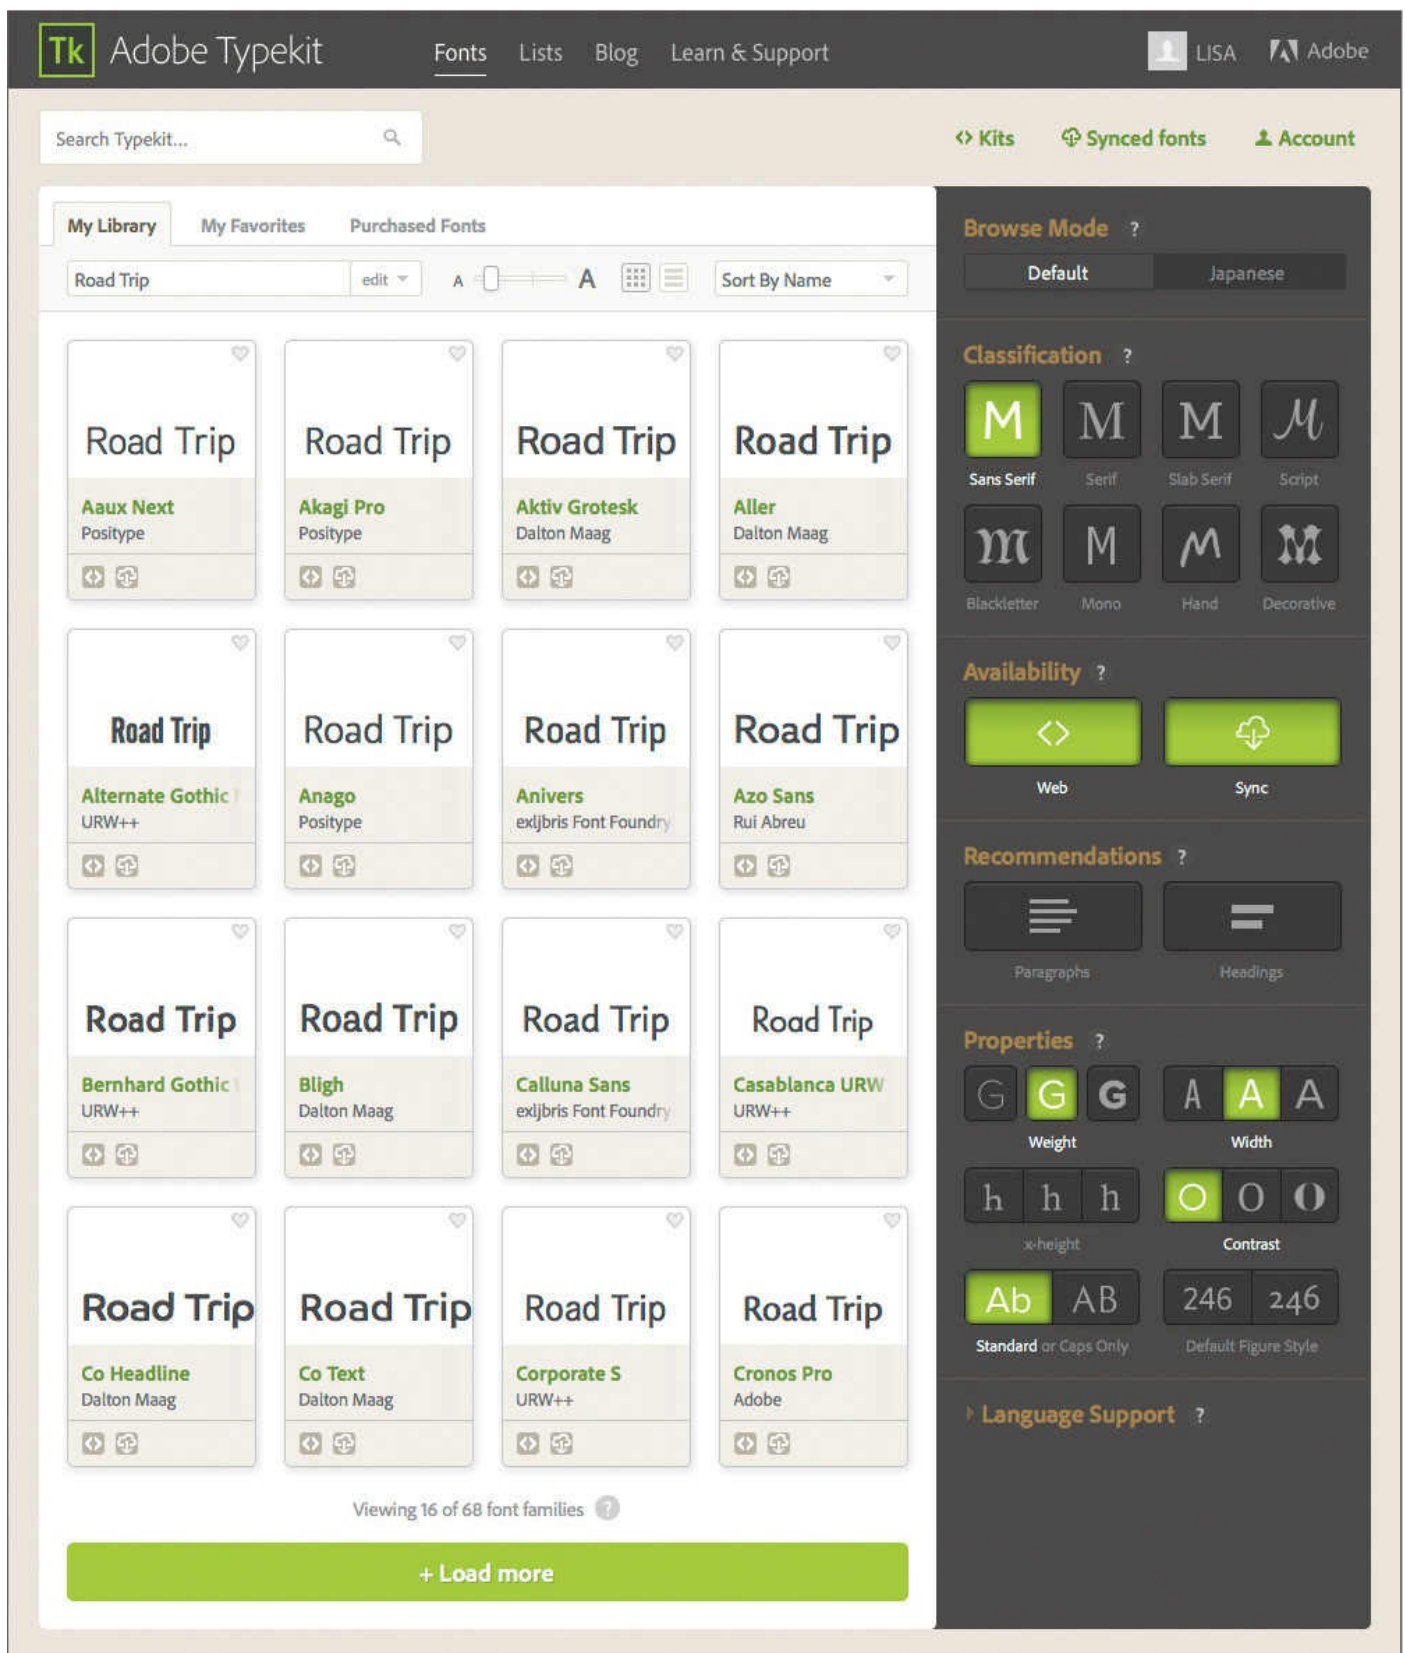 Tk Adobe Typekit Fonts Lists Blog Learn & Support LISA Adobe
Search Typekit... Kits Synced fonts Account
My Library My Favorites Purchased Fonts
Road Trip edit A A Sort By Name
Road Trip Road Trip Road Trip Road Trip
Aaux Next Akagi Pro Aktiv Grotesk Aller
Positype Positype Dalton Maag Dalton Maag
Road Trip Road Trip Road Trip Road Trip
Alternate Gothic Anago Anivers Azo Sans
URW++ Positype exljbris Font Foundry Rui Abreu
Road Trip Road Trip Road Trip Road Trip
Bernhard Gothic Bligh Calluna Sans Casablanca URW
URW++ Dalton Maag exljbris Font Foundry URW++
Road Trip Road Trip Road Trip Road Trip
Co Headline Co Text Corporate S Cronos Pro
Dalton Maag Dalton Maag URW++ Adobe
Viewing 16 of 68 font families ?
+ Load more
Browse Mode ?
Default Japanese
Classification ?
M M M M
Sans Serif Serif Slab Serif Script
m M M M
Blackletter Mono Hand Decorative
Availability ?
<> 
Web Sync
Recommendations ?
Paragraphs Headings
Properties ?
G G G A A A
Weight Width
h h h O O O
x-height Contrast
Ab AB 246 246
Standard or Caps Only Default Figure Style
Language Support ?